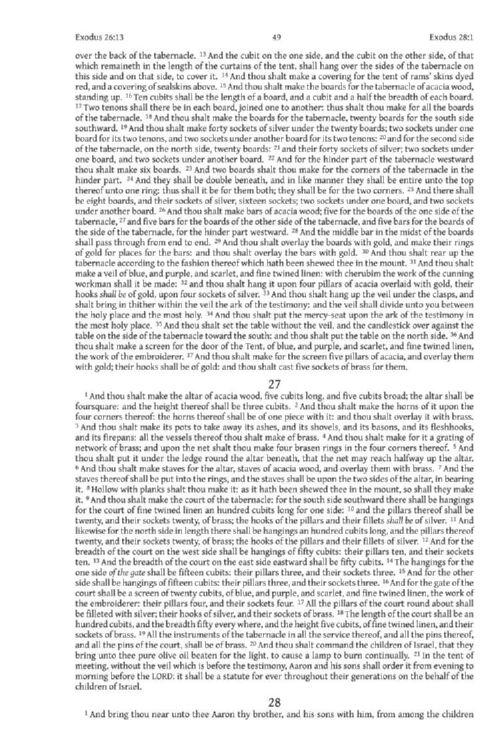 Exodus 26:13 49 Exodus 28:1
over the back of the tabernacle. 13 And the cubit on the one side, and the cubit on the other side, of that
which remaineth in the length of the curtains of the tent, shall hang over the sides of the tabernacle on
this side and on that side, to cover it. 14 And thou shalt make a covering for the tent of rams' skins dyed
red, and a covering of sealskins above. 15 And thou shalt make the boards for the tabernacle of acacia wood,
standing up. 16 Ten cubits shall be the length of a board, and a cubit and a half the breadth of each board.
17 Two tenons shall there be in each board, joined one to another: thus shalt thou make for all the boards
of the tabernacle. 18 And thou shalt make the boards for the tabernacle, twenty boards for the south side
southward. 19 And thou shalt make forty sockets of silver under the twenty boards; two sockets under one
board for its two tenons, and two sockets under another board for its two tenons: 20 and for the second side
of the tabernacle, on the north side, twenty boards: 21 and their forty sockets of silver; two sockets under
one board, and two sockets under another board. 22 And for the hinder part of the tabernacle westward
thou shalt make six boards. 23 And two boards shalt thou make for the corners of the tabernacle in the
hinder part. 24 And they shall be double beneath, and in like manner they shall be entire unto the top
thereof unto one ring: thus shall it be for them both; they shall be for the two corners. 25 And there shall
be eight boards, and their sockets of silver, sixteen sockets; two sockets under one board, and two sockets
under another board. 26 And thou shalt make bars of acacia wood; five for the boards of the one side of the
tabernacle, 27 and five bars for the boards of the other side of the tabernacle, and five bars for the boards of
the side of the tabernacle, for the hinder part westward. 28 And the middle bar in the midst of the boards
shall pass through from end to end. 29 And thou shalt overlay the boards with gold, and make their rings
of gold for places for the bars: and thou shalt overlay the bars with gold. 30 And thou shalt rear up the
tabernacle according to the fashion thereof which hath been shewed thee in the mount. 31 And thou shalt
make a veil of blue, and purple, and scarlet, and fine twined linen: with cherubim the work of the cunning
workman shall it be made: 32 and thou shalt hang it upon four pillars of acacia overlaid with gold, their
hooks shall be of gold, upon four sockets of silver. 33 And thou shalt hang up the veil under the clasps, and
shalt bring in thither within the veil the ark of the testimony: and the veil shall divide unto you between
the holy place and the most holy. 34 And thou shalt put the mercy-seat upon the ark of the testimony in
the most holy place. 35 And thou shalt set the table without the veil, and the candlestick over against the
table on the side of the tabernacle toward the south: and thou shalt put the table on the north side. 36 And
thou shalt make a screen for the door of the Tent, of blue, and purple, and scarlet, and fine twined linen,
the work of the embroiderer. 37 And thou shalt make for the screen five pillars of acacia, and overlay them
with gold; their hooks shall be of gold: and thou shalt cast five sockets of brass for them.
27
1 And thou shalt make the altar of acacia wood, five cubits long, and five cubits broad; the altar shall be
foursquare: and the height thereof shall be three cubits. 2 And thou shalt make the horns of it upon the
four corners thereof: the horns thereof shall be of one piece with it: and thou shalt overlay it with brass.
3 And thou shalt make its pots to take away its ashes, and its shovels, and its basons, and its fleshhooks,
and its firepans: all the vessels thereof thou shalt make of brass. 4 And thou shalt make for it a grating of
network of brass; and upon the net shalt thou make four brasen rings in the four corners thereof. 5 And
thou shalt put it under the ledge round the altar beneath, that the net may reach halfway up the altar.
6 And thou shalt make staves for the altar, staves of acacia wood, and overlay them with brass. 7 And the
staves thereof shall be put into the rings, and the staves shall be upon the two sides of the altar, in bearing
it. 8 Hollow with planks shalt thou make it: as it hath been shewed thee in the mount, so shall they make
it. 9 And thou shalt make the court of the tabernacle: for the south side southward there shall be hangings
for the court of fine twined linen an hundred cubits long for one side: 10 and the pillars thereof shall be
twenty, and their sockets twenty, of brass; the hooks of the pillars and their fillets shall be of silver. 11 And
likewise for the north side in length there shall be hangings an hundred cubits long, and the pillars thereof
twenty, and their sockets twenty, of brass; the hooks of the pillars and their fillets of silver. 12 And for the
breadth of the court on the west side shall be hangings of fifty cubits: their pillars ten, and their sockets
ten. 13 And the breadth of the court on the east side eastward shall be fifty cubits. 14 The hangings for the
one side of the gate shall be fifteen cubits: their pillars three, and their sockets three. 15 And for the other
side shall be hangings of fifteen cubits: their pillars three, and their sockets three. 16 And for the gate of the
court shall be a screen of twenty cubits, of blue, and purple, and scarlet, and fine twined linen, the work of
the embroiderer: their pillars four, and their sockets four. 17 All the pillars of the court round about shall
be filleted with silver; their hooks of silver, and their sockets of brass. 18 The length of the court shall be an
hundred cubits, and the breadth fifty every where, and the height five cubits, of fine twined linen, and their
sockets of brass. 19 All the instruments of the tabernacle in all the service thereof, and all the pins thereof,
and all the pins of the court, shall be of brass. 20 And thou shalt command the children of Israel, that they
bring unto thee pure olive oil beaten for the light, to cause a lamp to burn continually. 21 In the tent of
meeting, without the veil which is before the testimony, Aaron and his sons shall order it from evening to
morning before the LORD: it shall be a statute for ever throughout their generations on the behalf of the
children of Israel.
28
1 And bring thou near unto thee Aaron thy brother, and his sons with him, from among the children